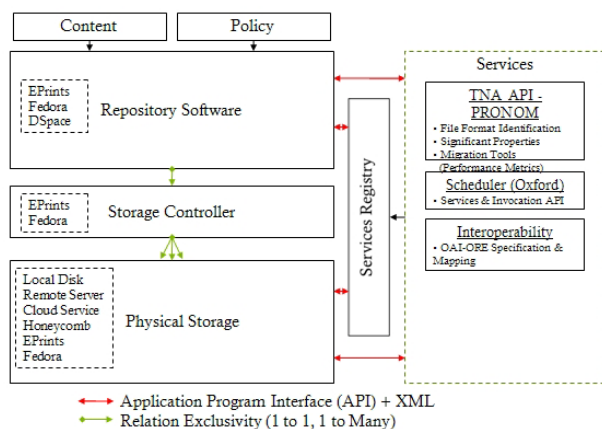 Content
Policy
EPrints
Fedora
DSpace
Repository Software
EPrints
Fedora
Storage Controller
Local Disk
Remote Server
Cloud Service
Honeycomb
EPrints
Fedora
Physical Storage
Services Registry
Services
TNA API -
PRONOM
• File Format Identification
• Significant Properties
• Migration Tools
(Performance Metrics)
Scheduler (Oxford)
• Services & Invocation API
Interoperability
• OAI-ORE Specification &
Mapping
Application Program Interface (API) + XML
Relation Exclusivity (1 to 1, 1 to Many)